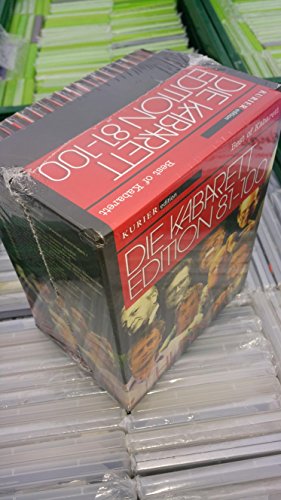 KURIER edition
DIE KABARETT
EDITION 81-100
Best of Kabarett
KURIER edition
Best of Kabarett
DIE KABARETT
EDITION 81-100